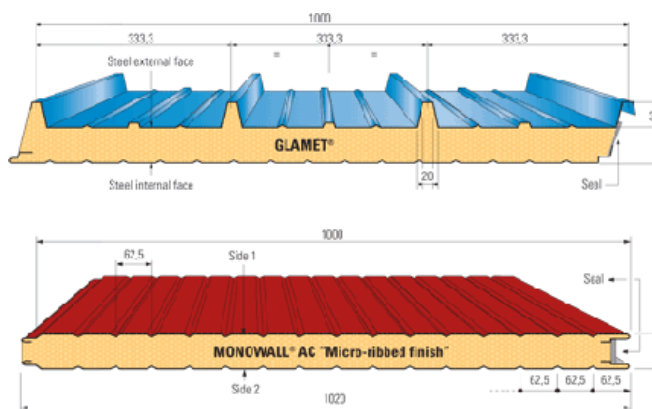 1000
333,3 333,3 333,3
= =
Steel external face
GLAMET®
20
Steel internal face
Seal
1000
62,5
Side 1
Seal
MONOWALL® AC "Micro-ribbed finish"
Side 2
62,5 62,5 62,5
1020